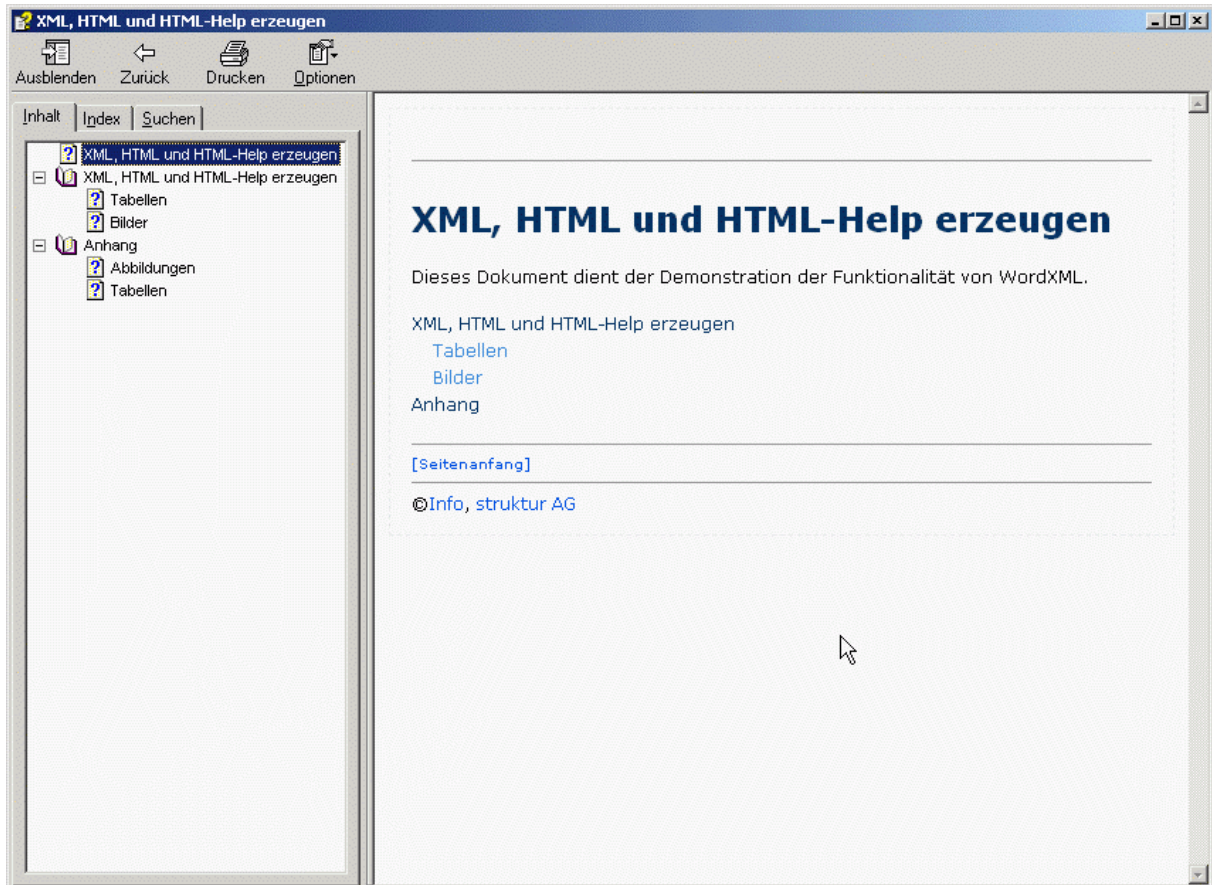 XML, HTML und HTML-Help erzeugen
Ausblenden Zurück Drucken Optionen
Inhalt Index Suchen
XML, HTML und HTML-Help erzeugen
XML, HTML und HTML-Help erzeugen
Tabellen
Bilder
Anhang
Abbildungen
Tabellen
XML, HTML und HTML-Help erzeugen
Dieses Dokument dient der Demonstration der Funktionalität von WordXML.
XML, HTML und HTML-Help erzeugen
Tabellen
Bilder
Anhang
[Seitenanfang]
©Info, struktur AG